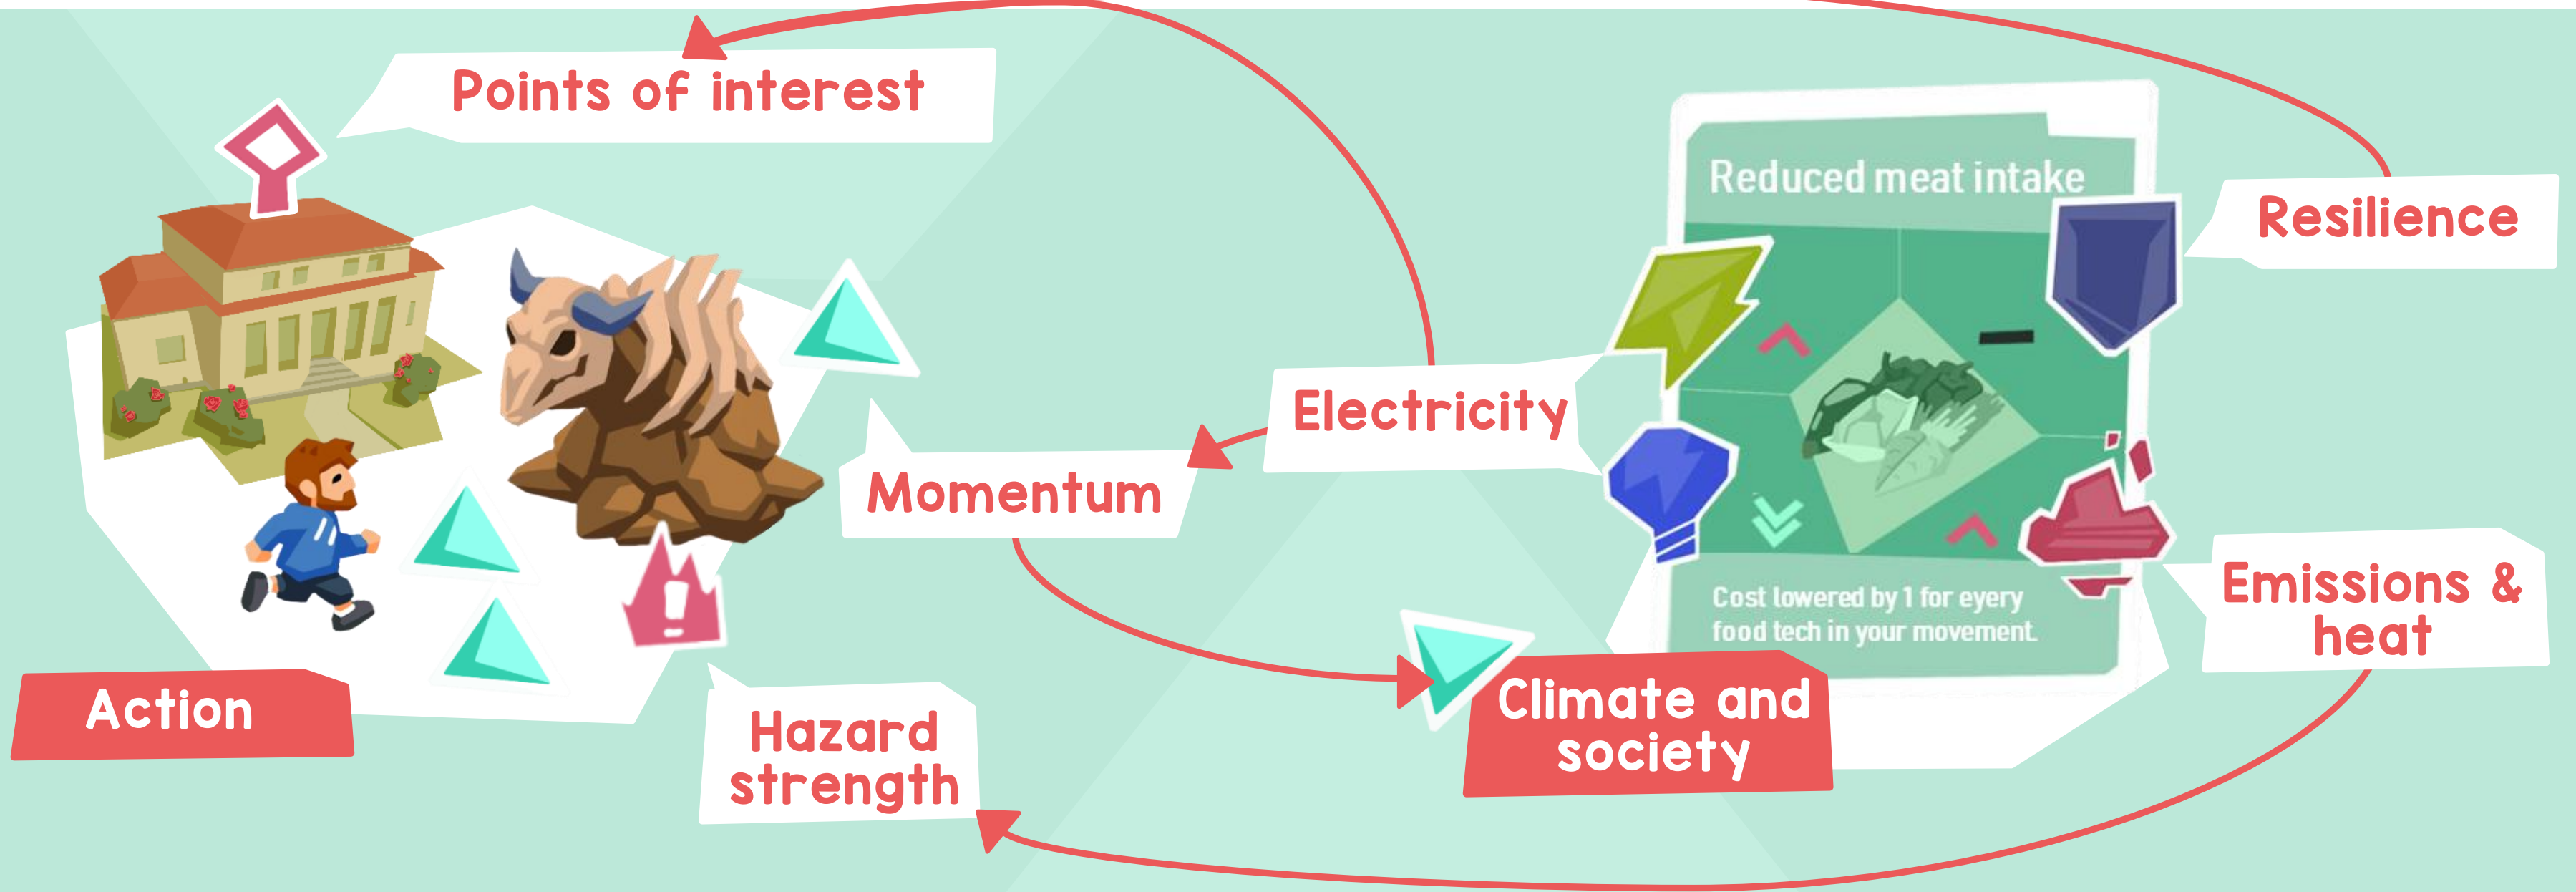 Points of interest
Reduced meat intake
Resilience
Electricity
Momentum
Emissions &
heat
Cost lowered by 1 for eyery
food tech in your movement.
!
Action
Hazard
strength
Climate and
society